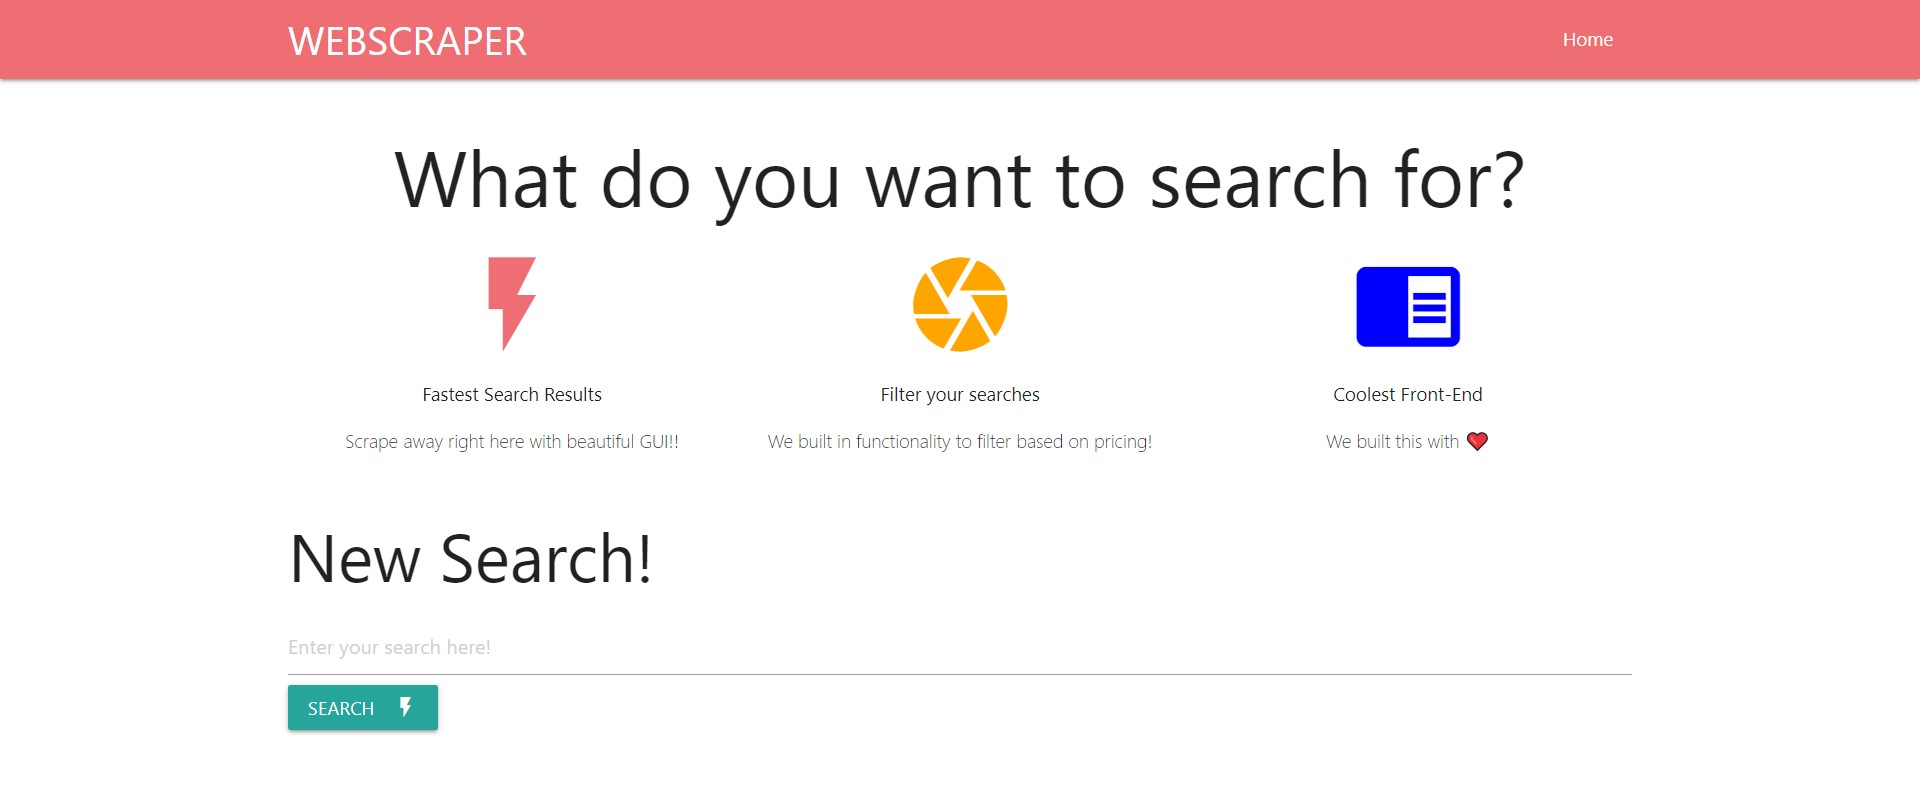 WEBSCRAPER
Home
What do you want to search for?
Fastest Search Results
Scrape away right here with beautiful GUI!!
Filter your searches
We built in functionality to filter based on pricing!
Coolest Front-End
We built this with ❤️
New Search!
Enter your search here!
SEARCH